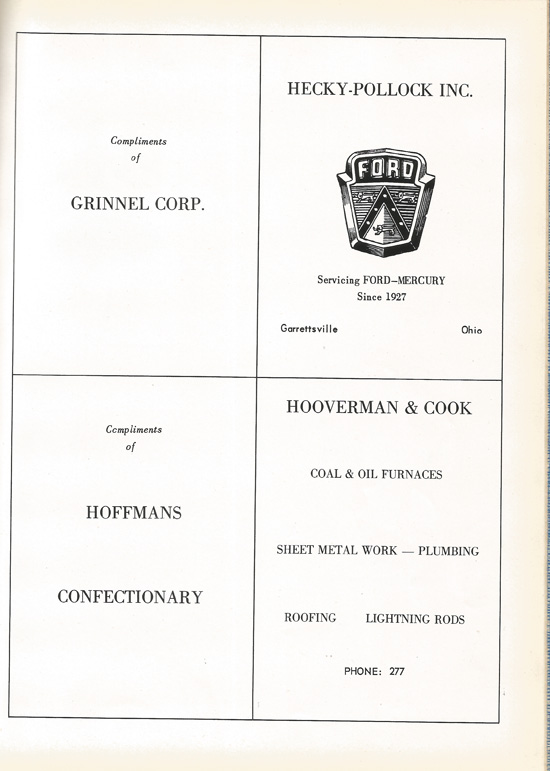 Compliments
of
GRINNEL CORP.
HECKY-POLLOCK INC.
FORD
Servicing FORD–MERCURY
Since 1927
Garrettsville Ohio
Compliments
of
HOFFMANS
CONFECTIONARY
HOOVERMAN & COOK
COAL & OIL FURNACES
SHEET METAL WORK — PLUMBING
ROOFING LIGHTNING RODS
PHONE: 277